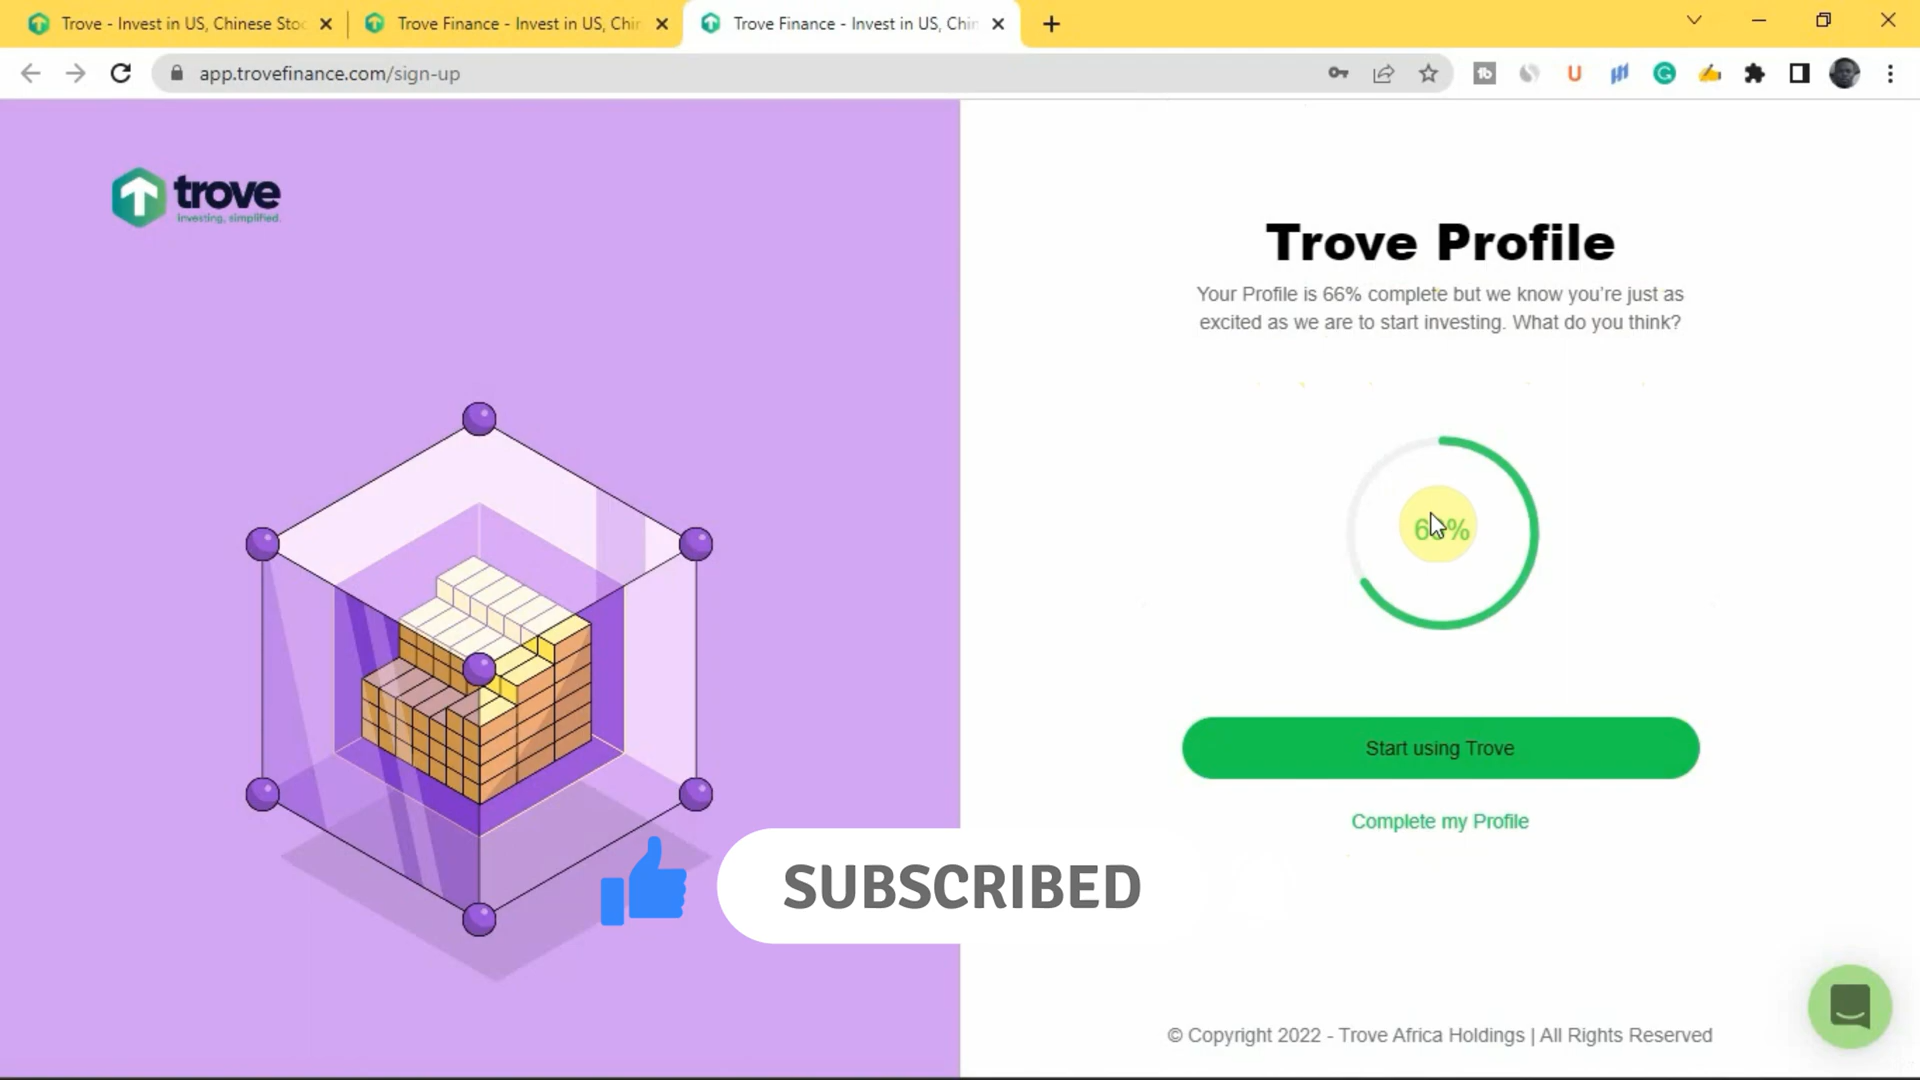 Trove - Invest in US, Chinese Stoc
Trove Finance - Invest in US, Chin
Trove Finance - Invest in US, Chin
app.trovefinance.com/sign-up
trove
investing, simplified.
Trove Profile
Your Profile is 66% complete but we know you're just as
excited as we are to start investing. What do you think?
Start using Trove
Complete my Profile
SUBSCRIBED
© Copyright 2022 - Trove Africa Holdings | All Rights Reserved